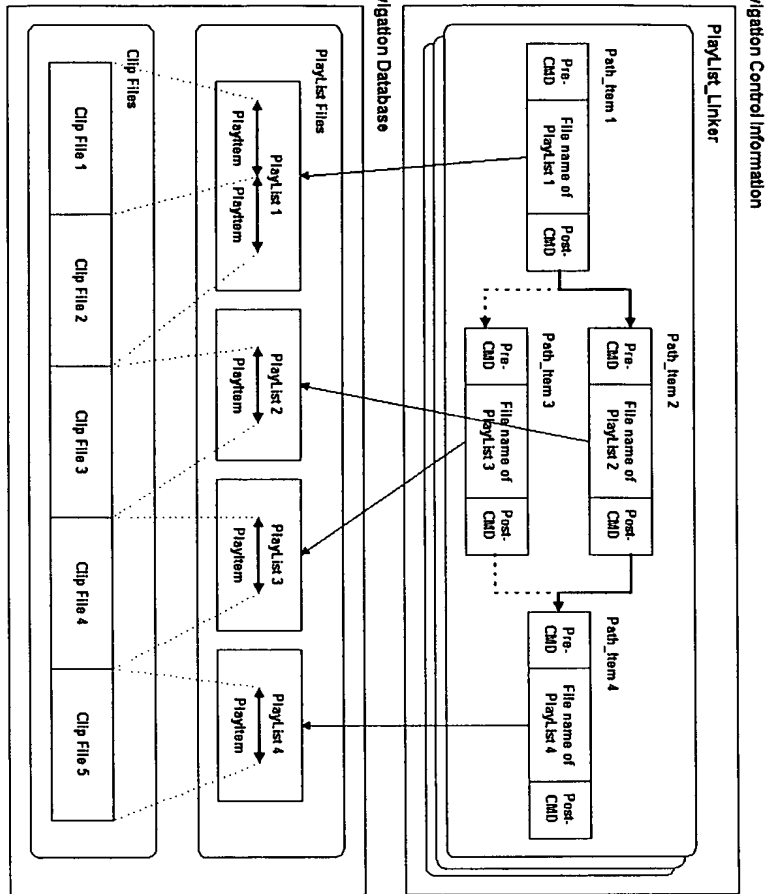 vigation Control Information
PlayList_Linker
Path_Item 1
Pre-
CMD
File name of
PlayList 1
Post-
CMD
Path_Item 2
Pre-
CMD
File name of
PlayList 2
Post-
CMD
Path_Item 3
Pre-
CMD
File name of
PlayList 3
Post-
CMD
Path_Item 4
Pre-
CMD
File name of
PlayList 4
Post-
CMD
vigation Database
PlayList Files
PlayList 1
PlayItem
PlayItem
PlayList 2
PlayItem
PlayList 3
PlayItem
PlayList 4
PlayItem
Clip Files
Clip File 1
Clip File 2
Clip File 3
Clip File 4
Clip File 5